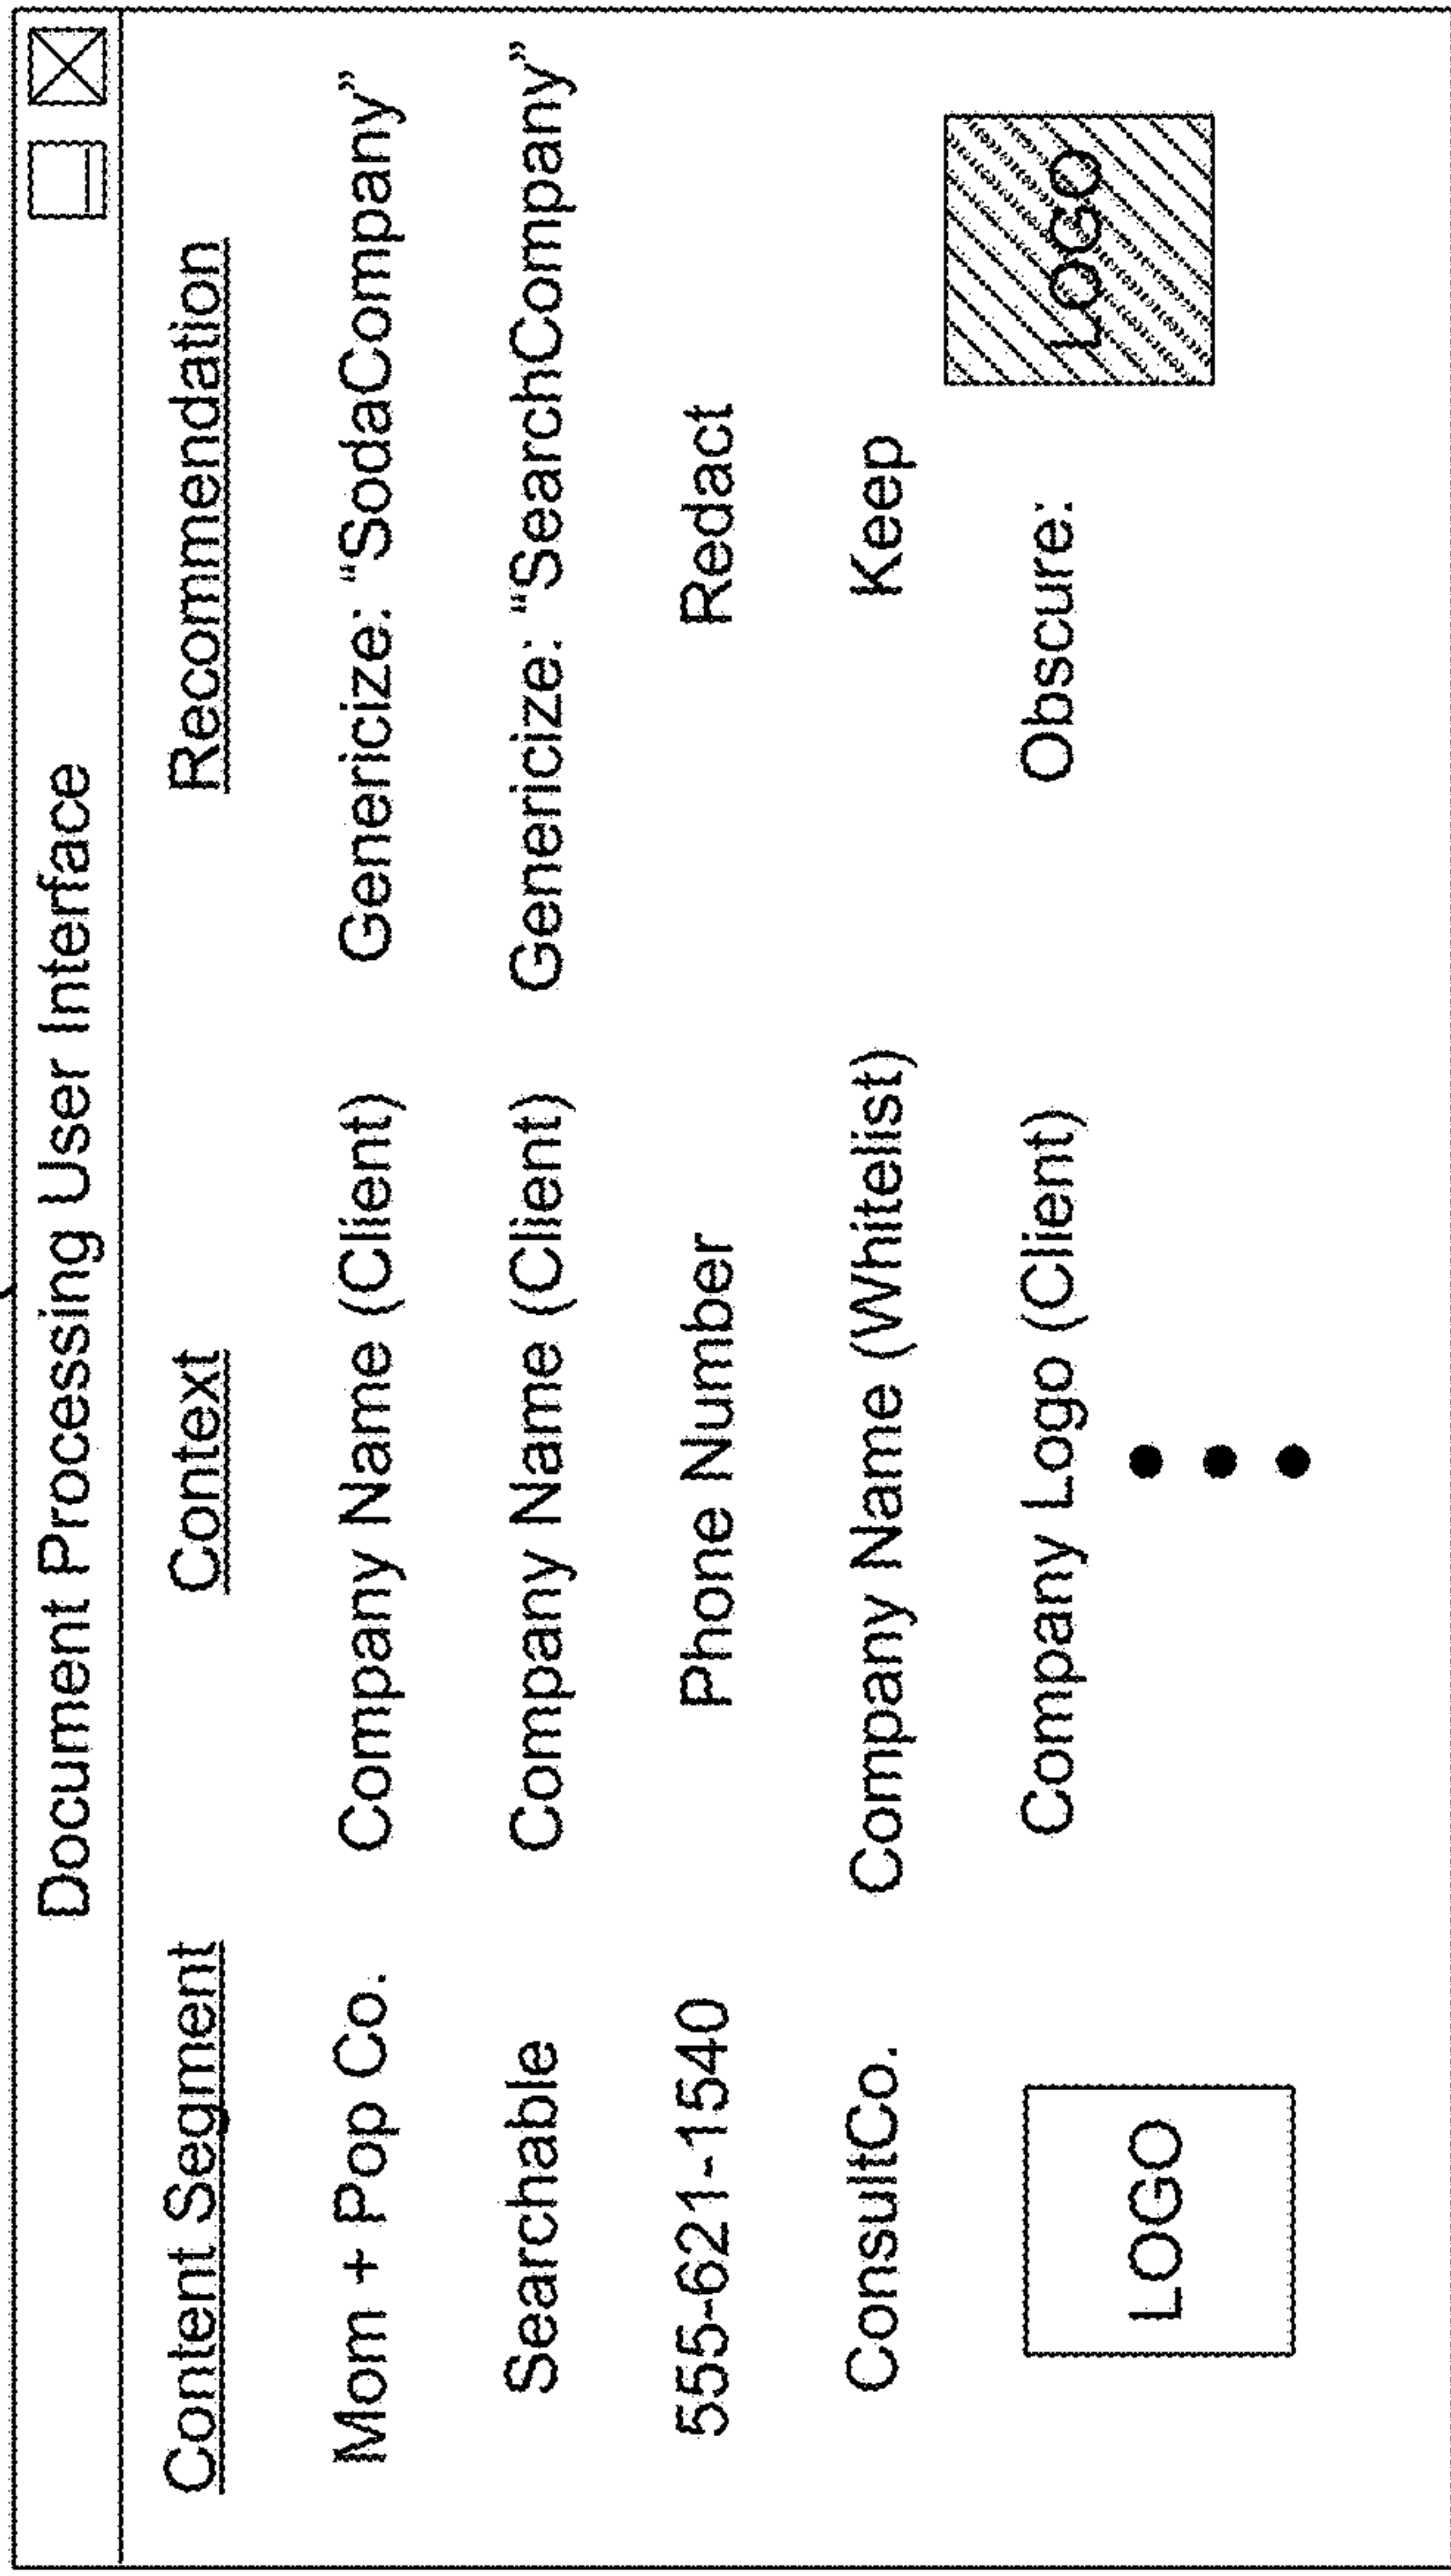 Document Processing User Interface
Content Segment Context Recommendation
Mom + Pop Co. Company Name (Client) Genericize: "SodaCompany"
Searchable Company Name (Client) Genericize: "SearchCompany"
555-621-1540 Phone Number Redact
ConsultCo. Company Name (Whitelist) Keep
LOGO Company Logo (Client) Obscure: LOGO